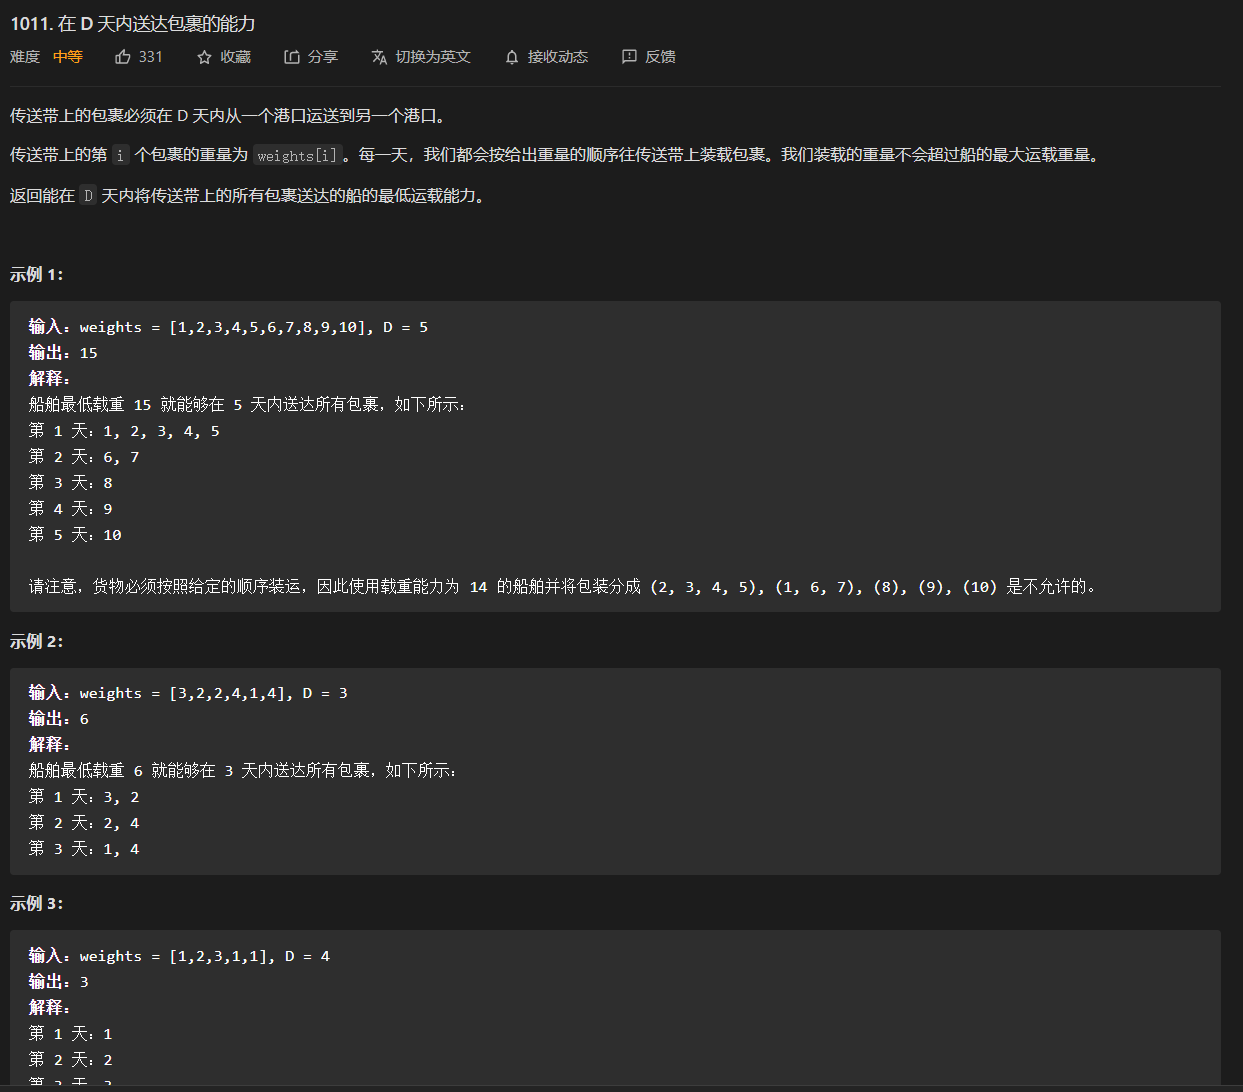 1011. 在 D 天内送达包裹的能力
难度 中等 331 收藏 分享 切换为英文 接收动态 反馈
传送带上的包裹必须在 D 天内从一个港口运送到另一个港口。
传送带上的第 i 个包裹的重量为 weights[i]。每一天，我们都会按给出重量的顺序往传送带上装载包裹。我们装载的重量不会超过船的最大运载重量。
返回能在 D 天内将传送带上的所有包裹送达的船的最低运载能力。
示例 1：
输入：weights = [1,2,3,4,5,6,7,8,9,10], D = 5
输出：15
解释：
船舶最低载重 15 就能够在 5 天内送达所有包裹，如下所示：
第 1 天：1, 2, 3, 4, 5
第 2 天：6, 7
第 3 天：8
第 4 天：9
第 5 天：10
请注意，货物必须按照给定的顺序装运，因此使用载重能力为 14 的船舶并将包装分成 (2, 3, 4, 5), (1, 6, 7), (8), (9), (10) 是不允许的。
示例 2：
输入：weights = [3,2,2,4,1,4], D = 3
输出：6
解释：
船舶最低载重 6 就能够在 3 天内送达所有包裹，如下所示：
第 1 天：3, 2
第 2 天：2, 4
第 3 天：1, 4
示例 3：
输入：weights = [1,2,3,1,1], D = 4
输出：3
解释：
第 1 天：1
第 2 天：2
第 3 天：3